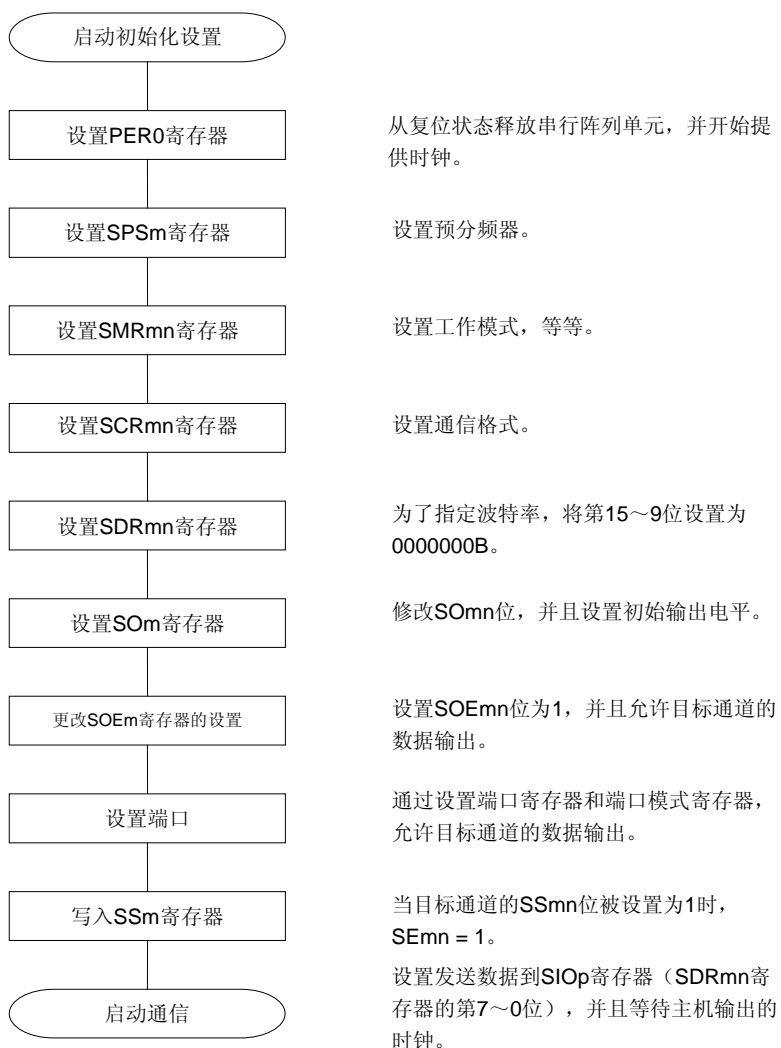 启动初始化设置
设置PER0寄存器
从复位状态释放串行阵列单元，并开始提
供时钟。
设置SPSm寄存器
设置预分频器。
设置SMRmn寄存器
设置工作模式，等等。
设置SCRmn寄存器
设置通信格式。
设置SDRmn寄存器
为了指定波特率，将第15～9位设置为
0000000B。
设置SOm寄存器
修改SOmn位，并且设置初始输出电平。
更改SOEm寄存器的设置
设置SOEmn位为1，并且允许目标通道的
数据输出。
设置端口
通过设置端口寄存器和端口模式寄存器，
允许目标通道的数据输出。
写入SSm寄存器
当目标通道的SSmn位被设置为1时，
SEmn = 1。
启动通信
设置发送数据到SIOp寄存器（SDRmn寄
存器的第7～0位），并且等待主机输出的
时钟。